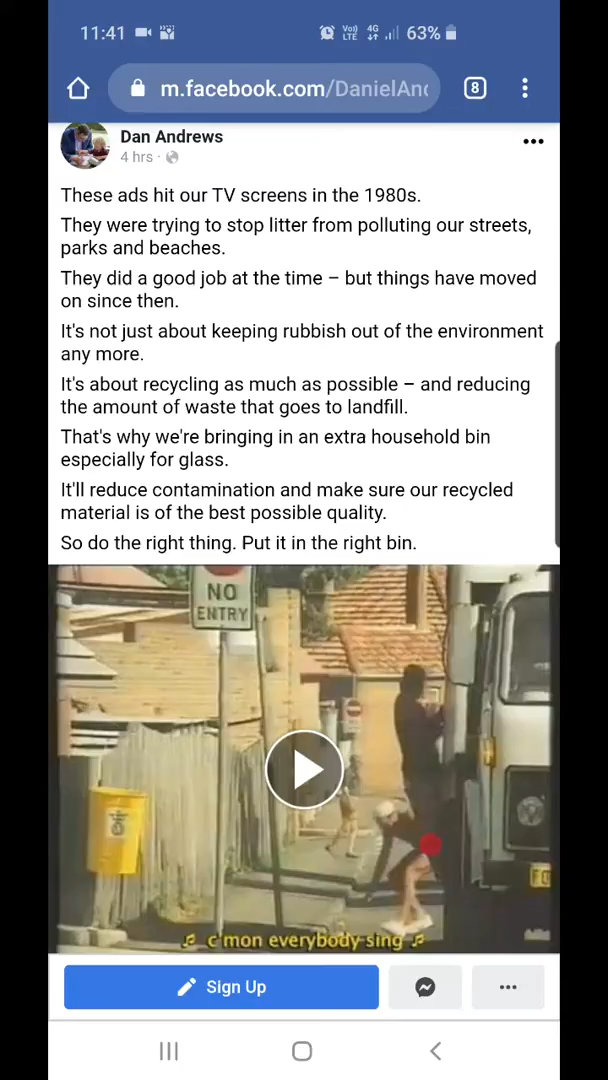 11:41
Vo)) LTE 4G 63%
m.facebook.com/DanielAn
8
Dan Andrews
4 hrs ·
These ads hit our TV screens in the 1980s.
They were trying to stop litter from polluting our streets,
parks and beaches.
They did a good job at the time – but things have moved
on since then.
It's not just about keeping rubbish out of the environment
any more.
It's about recycling as much as possible – and reducing
the amount of waste that goes to landfill.
That's why we're bringing in an extra household bin
especially for glass.
It'll reduce contamination and make sure our recycled
material is of the best possible quality.
So do the right thing. Put it in the right bin.
NO
ENTRY
♫ c'mon everybody sing ♫
Sign Up